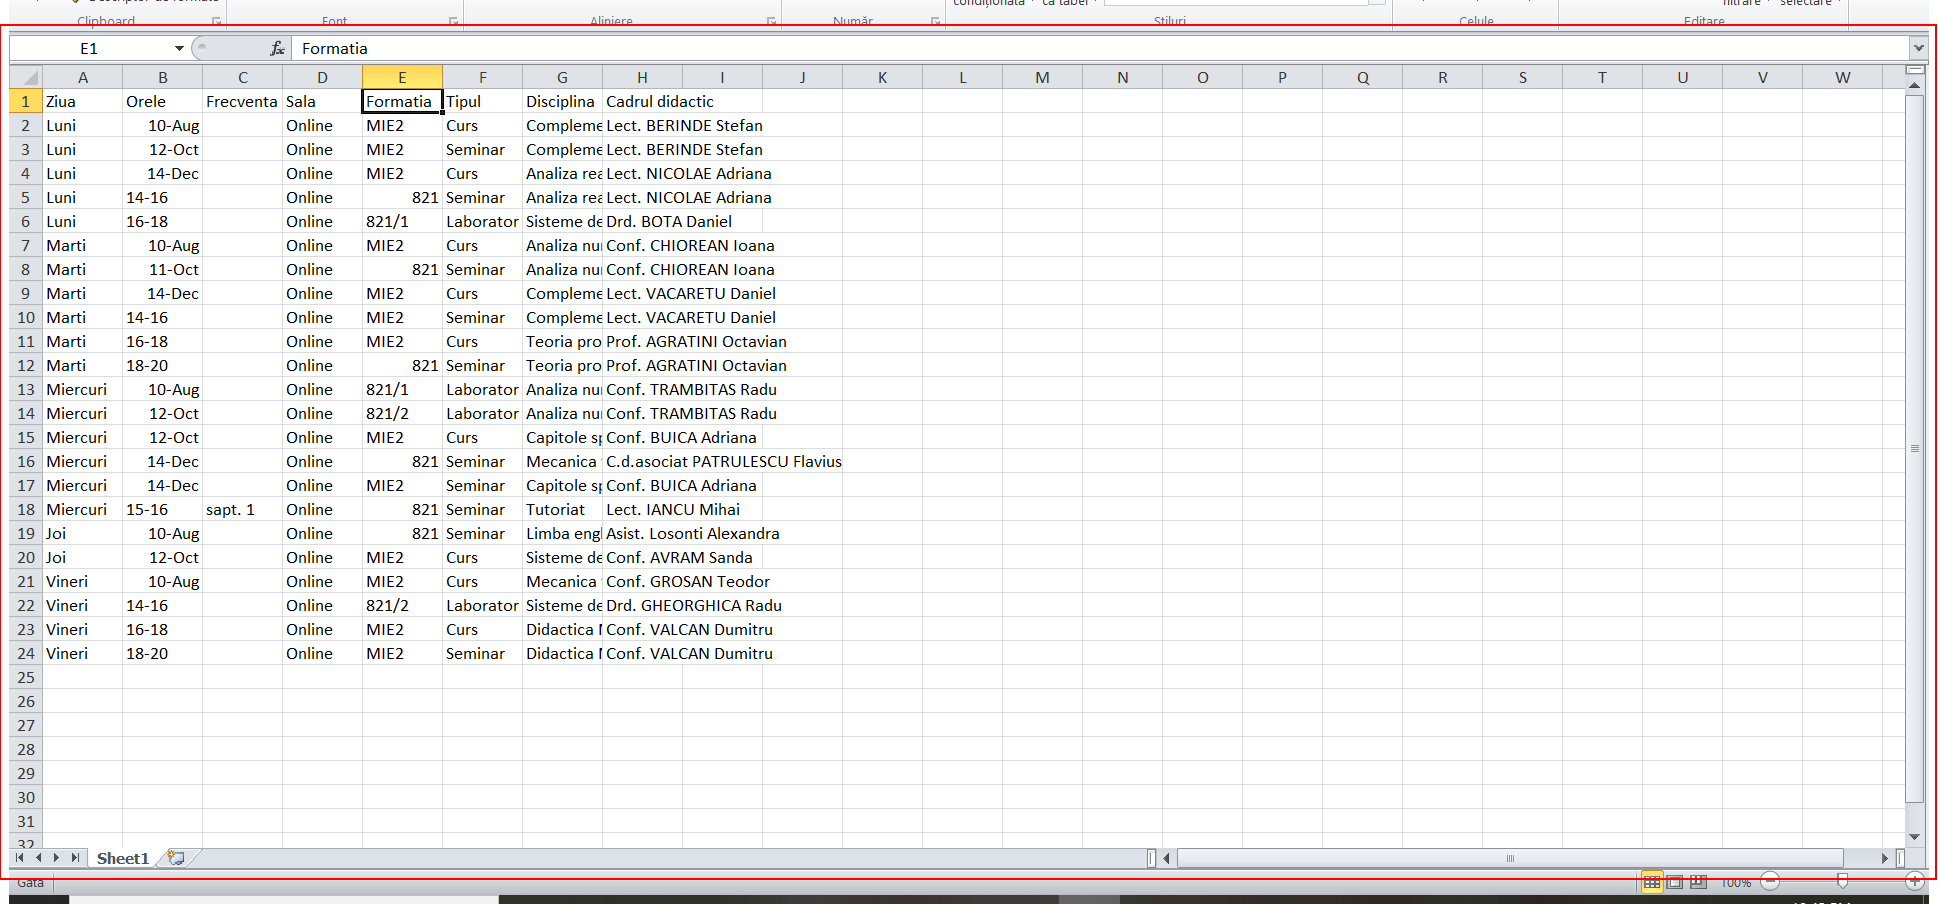 Clipboard Font Aliniere Număr Stiluri Celule Editare
E1 fx Formatia
A B C D E F G H I J K L M N O P Q R S T U V W
1 Ziua Orele Frecventa Sala Formatia Tipul Disciplina Cadrul didactic
2 Luni 10-Aug Online MIE2 Curs Compleme Lect. BERINDE Stefan
3 Luni 12-Oct Online MIE2 Seminar Compleme Lect. BERINDE Stefan
4 Luni 14-Dec Online MIE2 Curs Analiza rea Lect. NICOLAE Adriana
5 Luni 14-16 Online 821 Seminar Analiza rea Lect. NICOLAE Adriana
6 Luni 16-18 Online 821/1 Laborator Sisteme de Drd. BOTA Daniel
7 Marti 10-Aug Online MIE2 Curs Analiza nu Conf. CHIOREAN Ioana
8 Marti 11-Oct Online 821 Seminar Analiza nu Conf. CHIOREAN Ioana
9 Marti 14-Dec Online MIE2 Curs Compleme Lect. VACARETU Daniel
10 Marti 14-16 Online MIE2 Seminar Compleme Lect. VACARETU Daniel
11 Marti 16-18 Online MIE2 Curs Teoria pro Prof. AGRATINI Octavian
12 Marti 18-20 Online 821 Seminar Teoria pro Prof. AGRATINI Octavian
13 Miercuri 10-Aug Online 821/1 Laborator Analiza nu Conf. TRAMBITAS Radu
14 Miercuri 12-Oct Online 821/2 Laborator Analiza nu Conf. TRAMBITAS Radu
15 Miercuri 12-Oct Online MIE2 Curs Capitole sp Conf. BUICA Adriana
16 Miercuri 14-Dec Online 821 Seminar Mecanica C.d.asociat PATRULESCU Flavius
17 Miercuri 14-Dec Online MIE2 Seminar Capitole sp Conf. BUICA Adriana
18 Miercuri 15-16 sapt. 1 Online 821 Seminar Tutoriat Lect. IANCU Mihai
19 Joi 10-Aug Online 821 Seminar Limba eng Asist. Losonti Alexandra
20 Joi 12-Oct Online MIE2 Curs Sisteme de Conf. AVRAM Sanda
21 Vineri 10-Aug Online MIE2 Curs Mecanica Conf. GROSAN Teodor
22 Vineri 14-16 Online 821/2 Laborator Sisteme de Drd. GHEORGHICA Radu
23 Vineri 16-18 Online MIE2 Curs Didactica Conf. VALCAN Dumitru
24 Vineri 18-20 Online MIE2 Seminar Didactica Conf. VALCAN Dumitru
25
26
27
28
29
30
31
32
Sheet1
Gata 100%